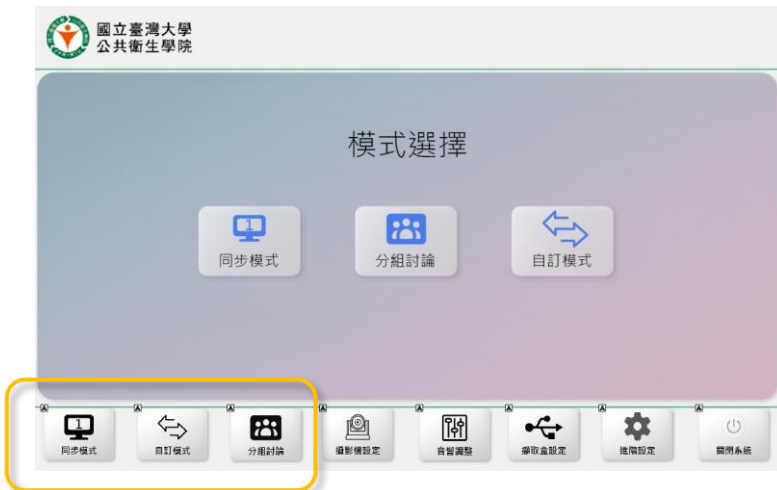 國立臺灣大學
公共衛生學院
模式選擇
1
同步模式
分組討論
自訂模式
A A A A A A A A
1
同步模式
自訂模式
分組討論
攝影機設定
音響調整
擷取盒設定
進階設定
關閉系統